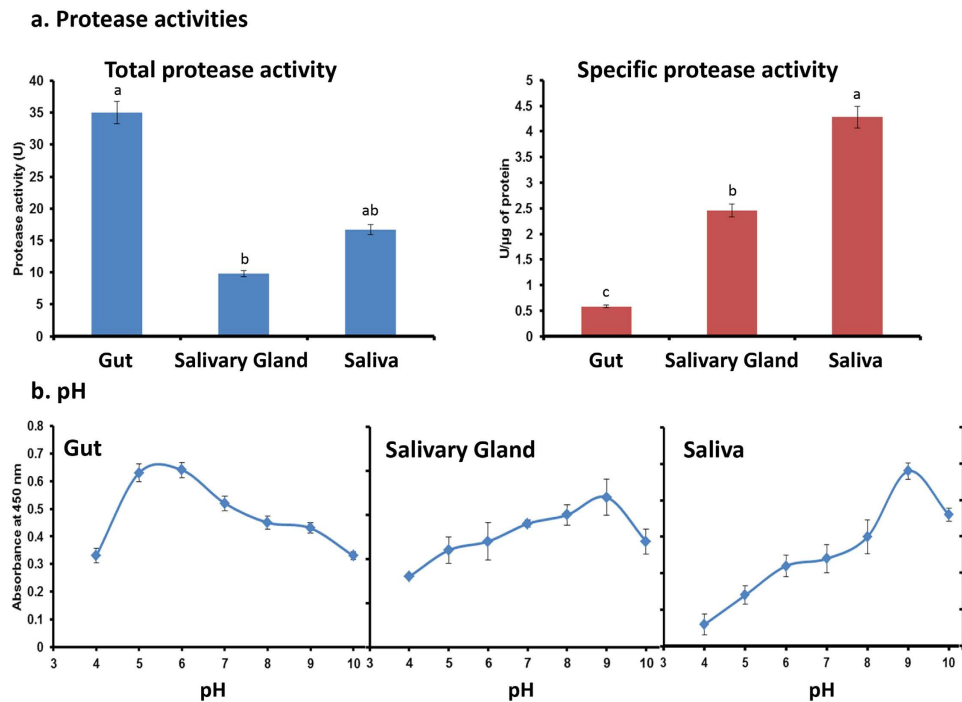 a. Protease activities
Total protease activity
Protease activity (U)
40
35
30
25
20
15
10
5
0
a
b
ab
Gut Salivary Gland Saliva
Specific protease activity
U/µg of protein
5
4.5
4
3.5
3
2.5
2
1.5
1
0.5
0
c
b
a
Gut Salivary Gland Saliva
b. pH
Absorbance at 450 nm
0.8
0.7
0.6
0.5
0.4
0.3
0.2
0.1
0
Gut
3 4 5 6 7 8 9 10
pH
Salivary Gland
3 4 5 6 7 8 9 10
pH
Saliva
3 4 5 6 7 8 9 10
pH